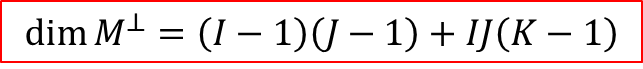 dim M⊥ = (I − 1)(J − 1) + IJ(K − 1)